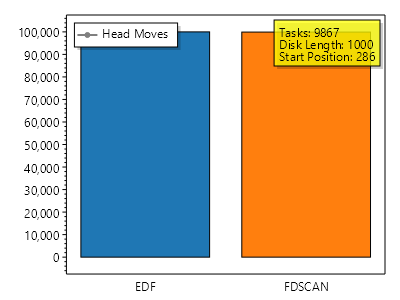 Head Moves
Tasks: 9867
Disk Length: 1000
Start Position: 286
100,000
90,000
80,000
70,000
60,000
50,000
40,000
30,000
20,000
10,000
0
EDF
FDSCAN